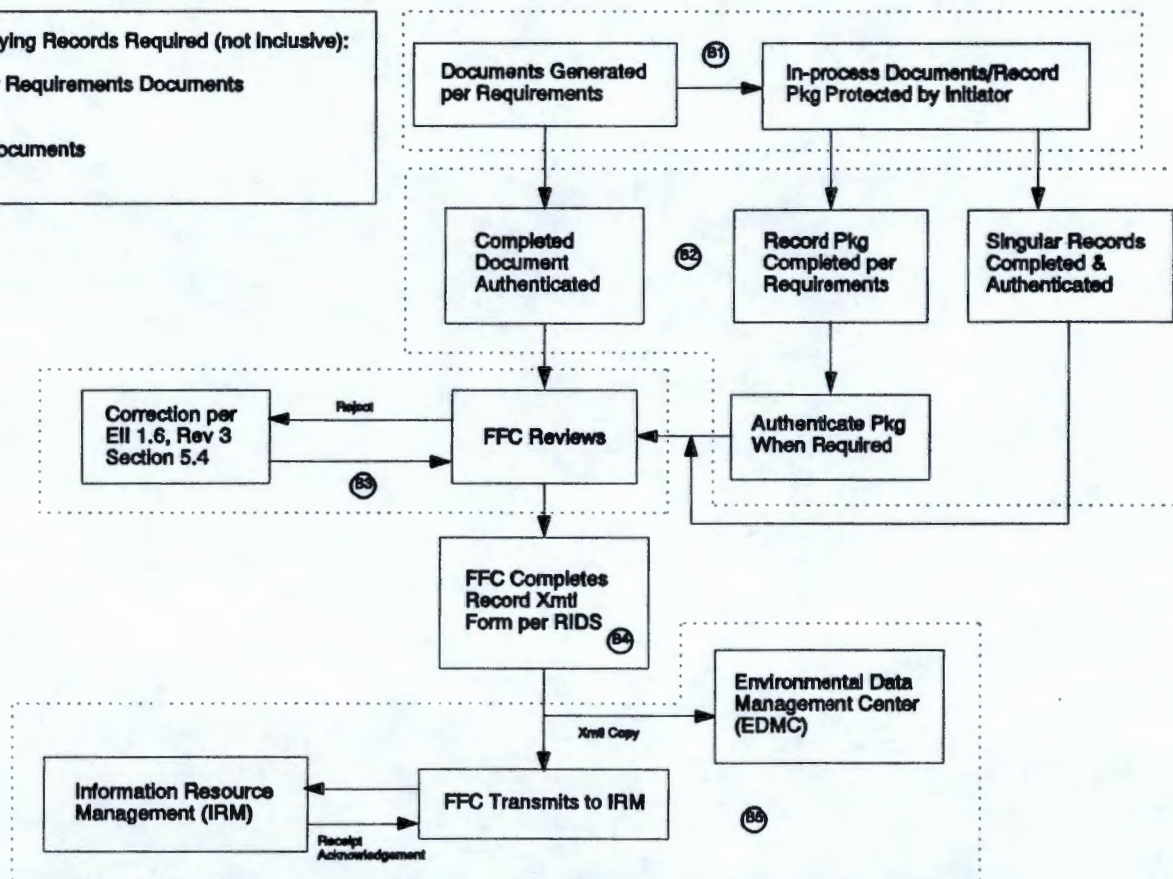 ying Records Required (not Inclusive):
Requirements Documents
ocuments
Documents Generated
per Requirements
B1
In-process Documents/Record
Pkg Protected by Initiator
Completed
Document
Authenticated
B2
Record Pkg
Completed per
Requirements
Singular Records
Completed &
Authenticated
Correction per
EII 1.6, Rev 3
Section 5.4
Reject
B3
FFC Reviews
Authenticate Pkg
When Required
FFC Completes
Record Xmtl
Form per RIDS
B4
Xmtl Copy
Environmental Data
Management Center
(EDMC)
Information Resource
Management (IRM)
Receipt
Acknowledgement
FFC Transmits to IRM
B5